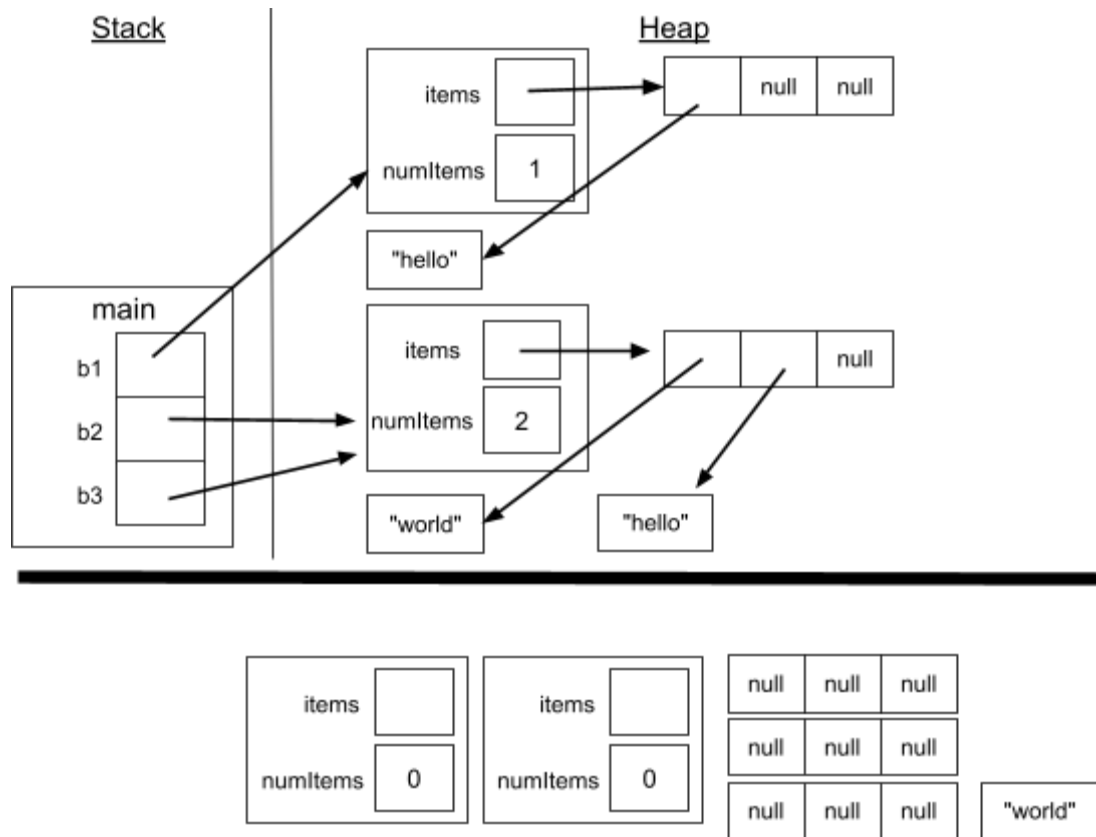 Stack
Heap
items
null null
numItems 1
"hello"
main
items
b1
null
b2
numItems 2
b3
"world"
"hello"
items
items
null null null
null null null
numItems 0
numItems 0
null null null
"world"